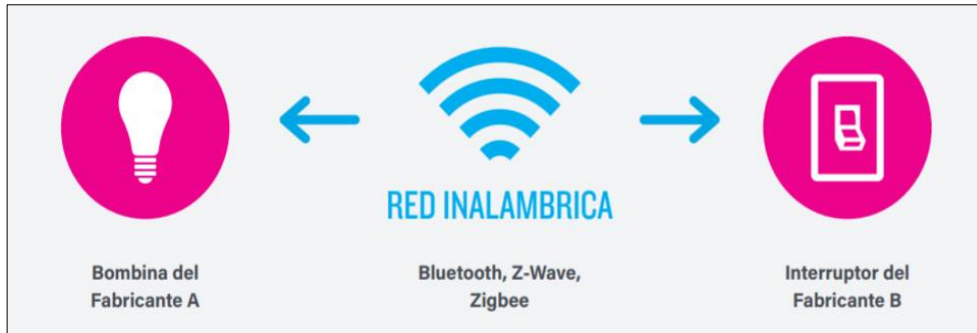 RED INALAMBRICA
Bombina del
Fabricante A
Bluetooth, Z-Wave,
Zigbee
Interruptor del
Fabricante B